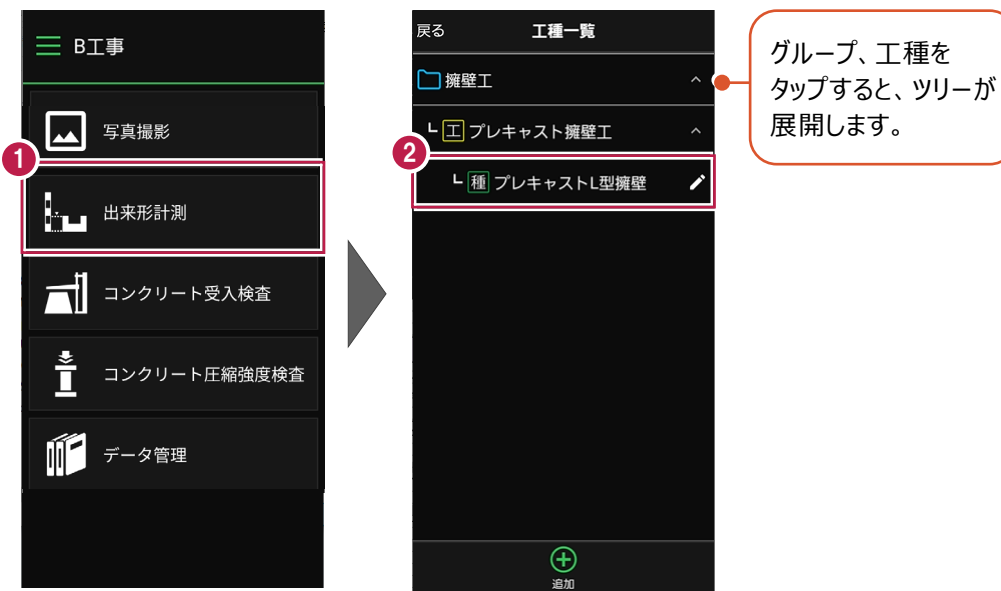 B工事
写真撮影
1
出来形計測
コンクリート受入検査
コンクリート圧縮強度検査
データ管理
戻る 工種一覧
擁壁工
工 プレキャスト擁壁工
2
種 プレキャストL型擁壁
追加
グループ、工種を
タップすると、ツリーが
展開します。